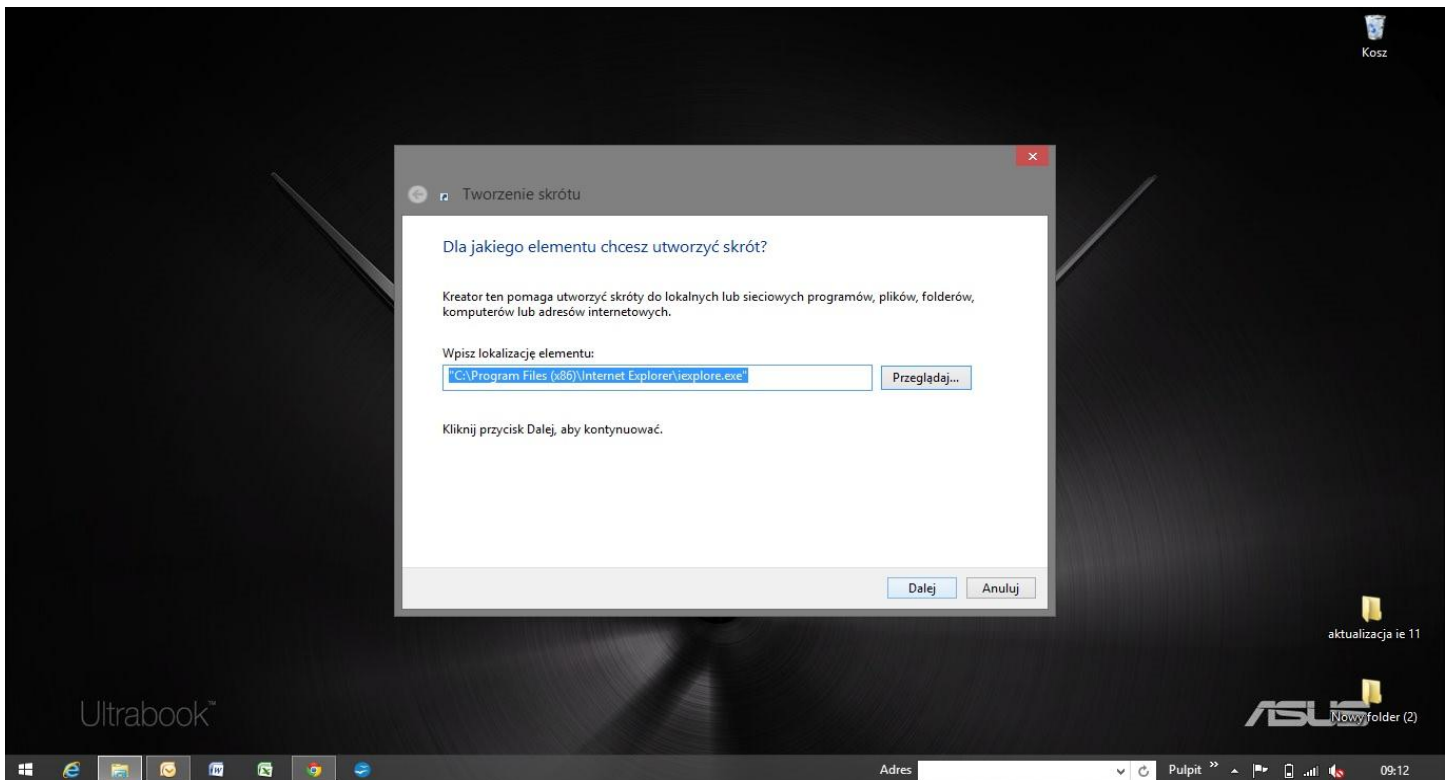 Kosz
Tworzenie skrótu
Dla jakiego elementu chcesz utworzyć skrót?
Kreator ten pomaga utworzyć skróty do lokalnych lub sieciowych programów, plików, folderów,
komputerów lub adresów internetowych.
Wpisz lokalizację elementu:
"C:\Program Files (x86)\Internet Explorer\iexplore.exe"
Przeglądaj...
Kliknij przycisk Dalej, aby kontynuować.
Dalej Anuluj
aktualizacja ie 11
Ultrabook™
ASUS
Nowy folder (2)
Adres
Pulpit »
09:12